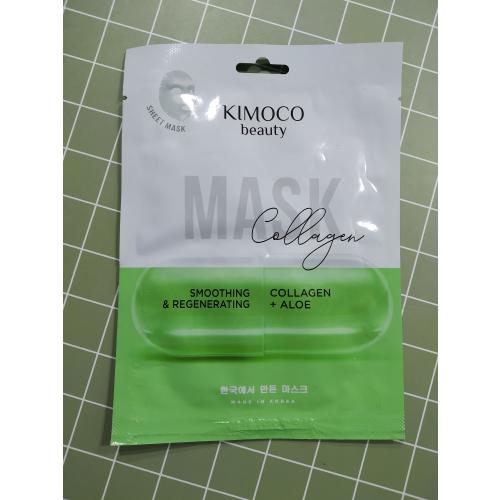 SHEET MASK
KIMOCO
beauty
MASK
Collagen
SMOOTHING
& REGENERATING
COLLAGEN
+ ALOE
한국에서 만든 마스크
MADE IN KOREA